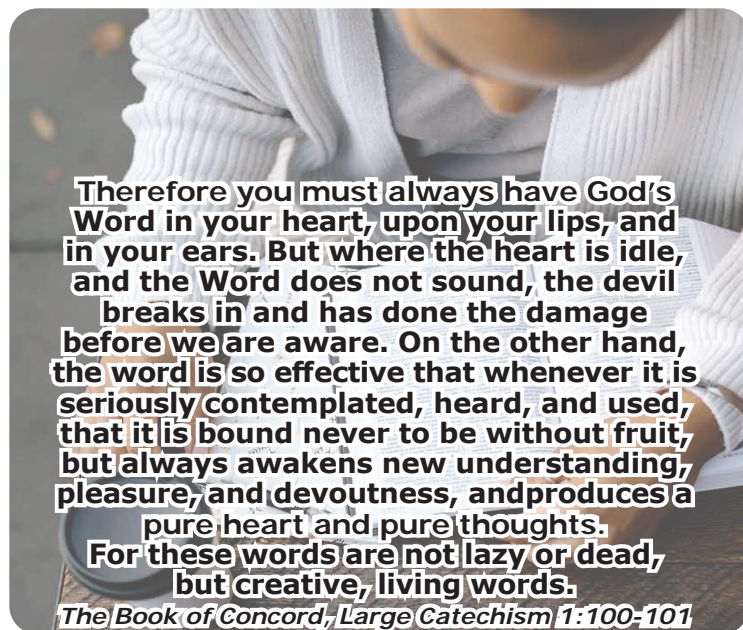 Therefore you must always have God's
Word in your heart, upon your lips, and
in your ears. But where the heart is idle,
and the Word does not sound, the devil
breaks in and has done the damage
before we are aware. On the other hand,
the word is so effective that whenever it is
seriously contemplated, heard, and used,
that it is bound never to be without fruit,
but always awakens new understanding,
pleasure, and devoutness, andproduces a
pure heart and pure thoughts.
For these words are not lazy or dead,
but creative, living words.
The Book of Concord, Large Catechism 1:100-101